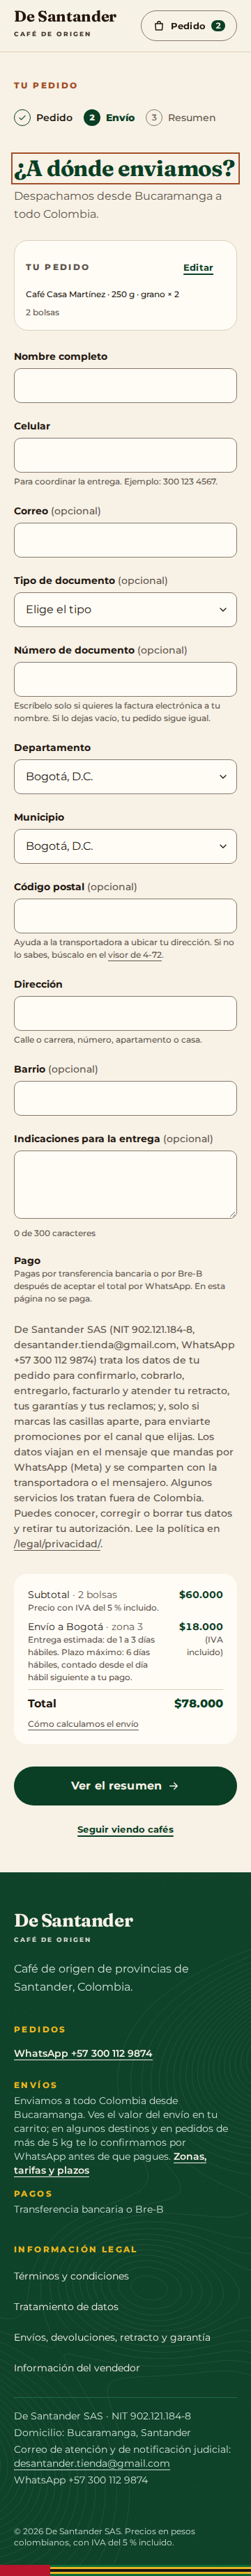 De Santander
CAFÉ DE ORIGEN
Pedido 2
TU PEDIDO
Pedido
2 Envío
3 Resumen
¿A dónde enviamos?
Despachamos desde Bucaramanga a
todo Colombia.
TU PEDIDO
Editar
Café Casa Martínez · 250 g · grano × 2
2 bolsas
Nombre completo
Celular
Para coordinar la entrega. Ejemplo: 300 123 4567.
Correo (opcional)
Tipo de documento (opcional)
Elige el tipo
Número de documento (opcional)
Escríbelo solo si quieres la factura electrónica a tu
nombre. Si lo dejas vacío, tu pedido sigue igual.
Departamento
Bogotá, D.C.
Municipio
Bogotá, D.C.
Código postal (opcional)
Ayuda a la transportadora a ubicar tu dirección. Si no
lo sabes, búscalo en el visor de 4-72.
Dirección
Calle o carrera, número, apartamento o casa.
Barrio (opcional)
Indicaciones para la entrega (opcional)
0 de 300 caracteres
Pago
Pagas por transferencia bancaria o por Bre-B
después de aceptar el total por WhatsApp. En esta
página no se paga.
De Santander SAS (NIT 902.121.184-8,
desantander.tienda@gmail.com, WhatsApp
+57 300 112 9874) trata los datos de tu
pedido para confirmarlo, cobrarlo,
entregarlo, facturarlo y atender tu retracto,
tus garantías y tus reclamos; y, solo si
marcas las casillas aparte, para enviarte
promociones por el canal que elijas. Los
datos viajan en el mensaje que mandas por
WhatsApp (Meta) y se comparten con la
transportadora o el mensajero. Algunos
servicios los tratan fuera de Colombia.
Puedes conocer, corregir o borrar tus datos
y retirar tu autorización. Lee la política en
/legal/privacidad/.
Subtotal · 2 bolsas $60.000
Precio con IVA del 5 % incluido.
Envío a Bogotá · zona 3 $18.000
Entrega estimada: de 1 a 3 días (IVA
hábiles. Plazo máximo: 6 días incluido)
hábiles, contado desde el día
hábil siguiente a tu pago.
Total $78.000
Cómo calculamos el envío
Ver el resumen →
Seguir viendo cafés
De Santander
CAFÉ DE ORIGEN
Café de origen de provincias de
Santander, Colombia.
PEDIDOS
WhatsApp +57 300 112 9874
ENVÍOS
Enviamos a todo Colombia desde
Bucaramanga. Ves el valor del envío en tu
carrito; en algunos destinos y en pedidos de
más de 5 kg te lo confirmamos por
WhatsApp antes de que pagues. Zonas,
tarifas y plazos
PAGOS
Transferencia bancaria o Bre-B
INFORMACIÓN LEGAL
Términos y condiciones
Tratamiento de datos
Envíos, devoluciones, retracto y garantía
Información del vendedor
De Santander SAS · NIT 902.121.184-8
Domicilio: Bucaramanga, Santander
Correo de atención y de notificación judicial:
desantander.tienda@gmail.com
WhatsApp +57 300 112 9874
© 2026 De Santander SAS. Precios en pesos
colombianos, con IVA del 5 % incluido.